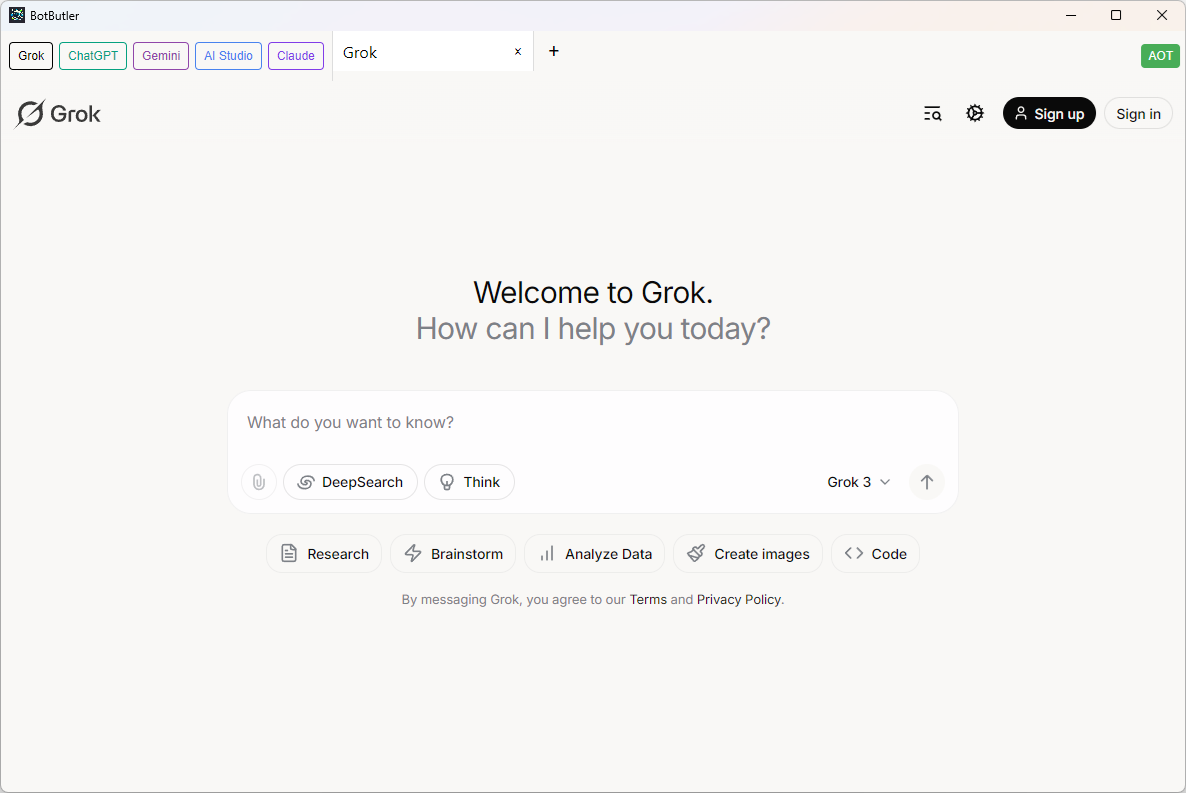 BotButler
Grok ChatGPT Gemini AI Studio Claude Grok x + AOT
Grok Sign up Sign in
Welcome to Grok.
How can I help you today?
What do you want to know?
DeepSearch Think Grok 3
Research Brainstorm Analyze Data Create images Code
By messaging Grok, you agree to our Terms and Privacy Policy.